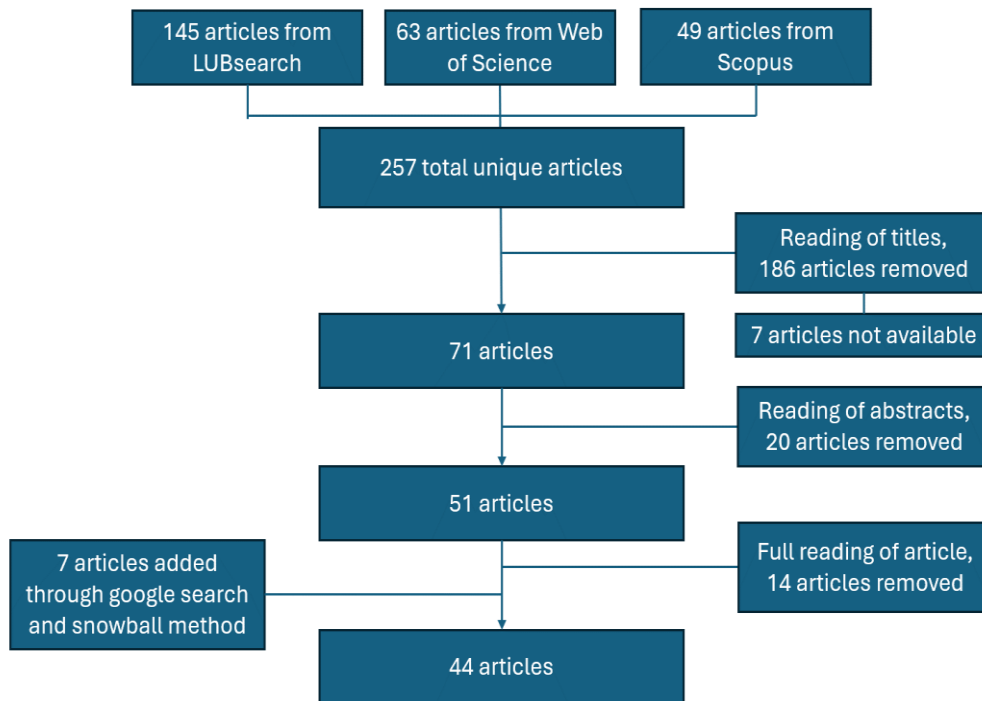 145 articles from
LUBsearch
63 articles from Web
of Science
49 articles from
Scopus
257 total unique articles
Reading of titles,
186 articles removed
7 articles not available
71 articles
Reading of abstracts,
20 articles removed
51 articles
7 articles added
through google search
and snowball method
Full reading of article,
14 articles removed
44 articles